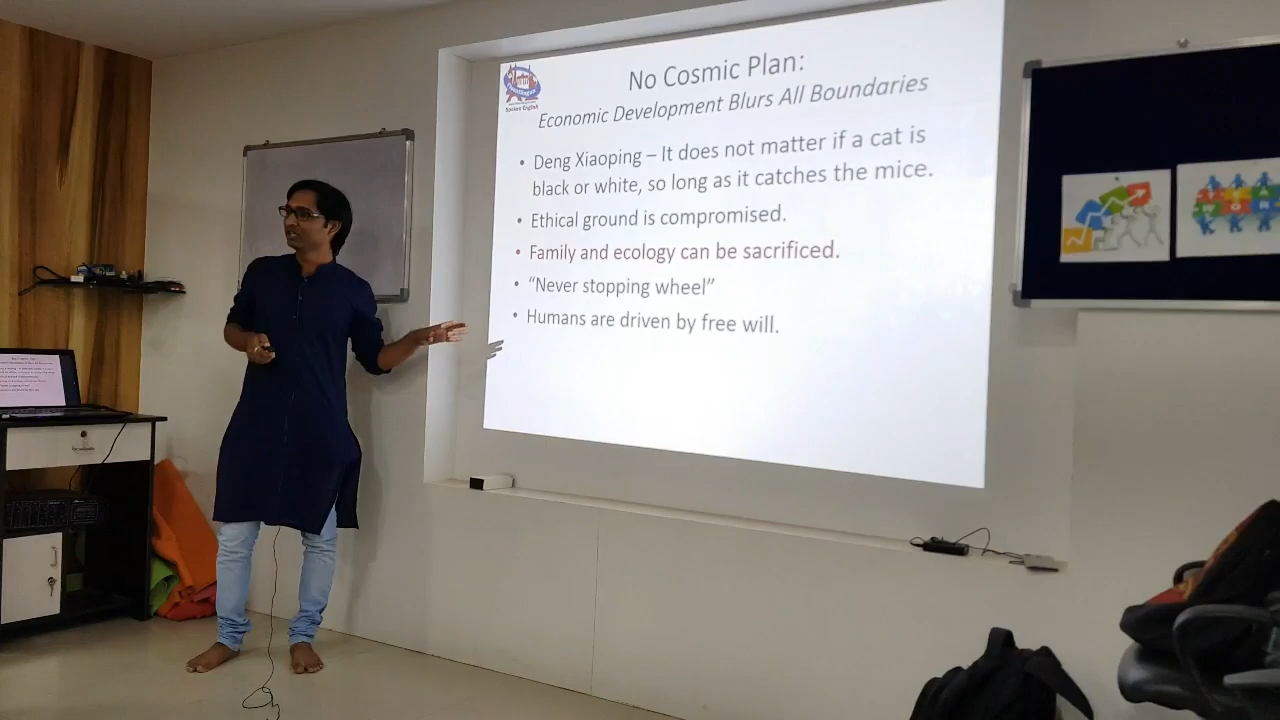 No Cosmic Plan:
Economic Development Blurs All Boundaries
Spoken English
• Deng Xiaoping – It does not matter if a cat is
black or white, so long as it catches the mice.
• Ethical ground is compromised.
• Family and ecology can be sacrificed.
• “Never stopping wheel”
• Humans are driven by free will.